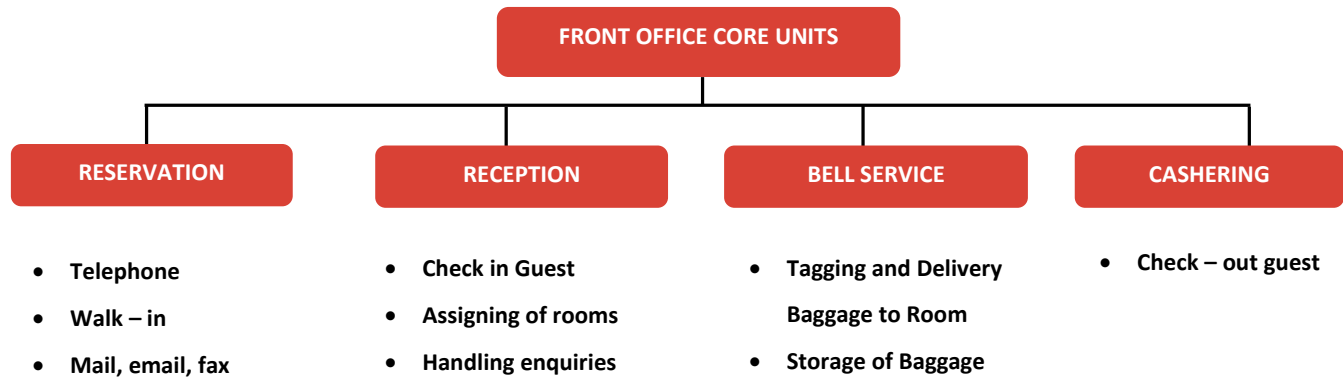 FRONT OFFICE CORE UNITS
RESERVATION
RECEPTION
BELL SERVICE
CASHERING
• Telephone
• Walk – in
• Mail, email, fax
• Check in Guest
• Assigning of rooms
• Handling enquiries
• Tagging and Delivery
Baggage to Room
• Storage of Baggage
• Check – out guest